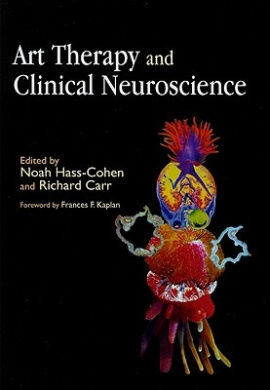 Art Therapy and
Clinical Neuroscience
Edited by
Noah Hass-Cohen
and Richard Carr
Foreword by Frances F. Kaplan